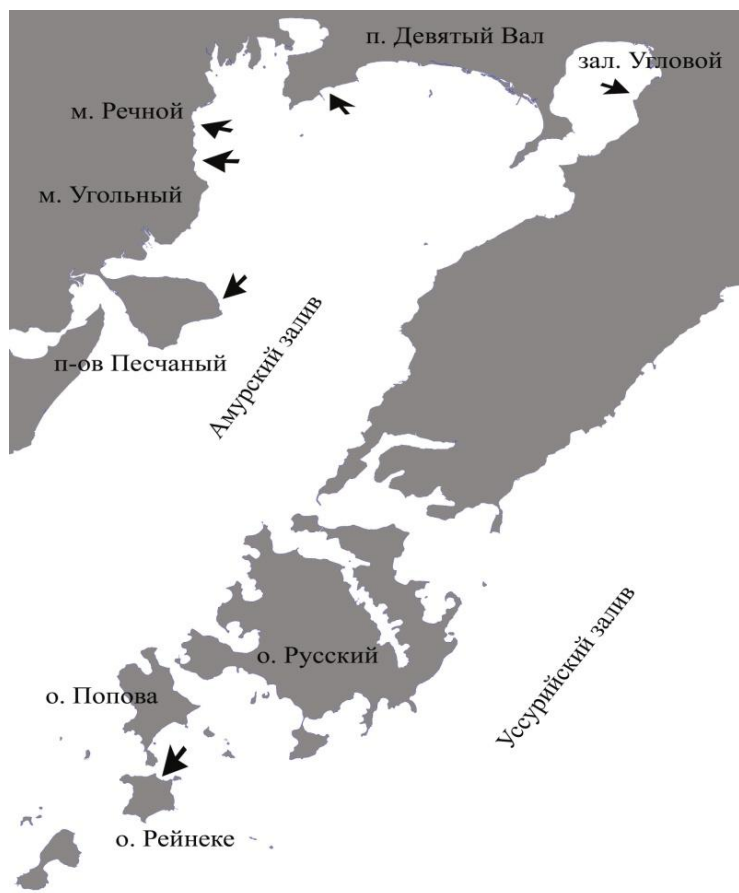 п. Девятый Вал
зал. Угловой
м. Речной
м. Угольный
п-ов Песчаный
Амурский залив
о. Русский
Уссурийский залив
о. Попова
о. Рейнеке